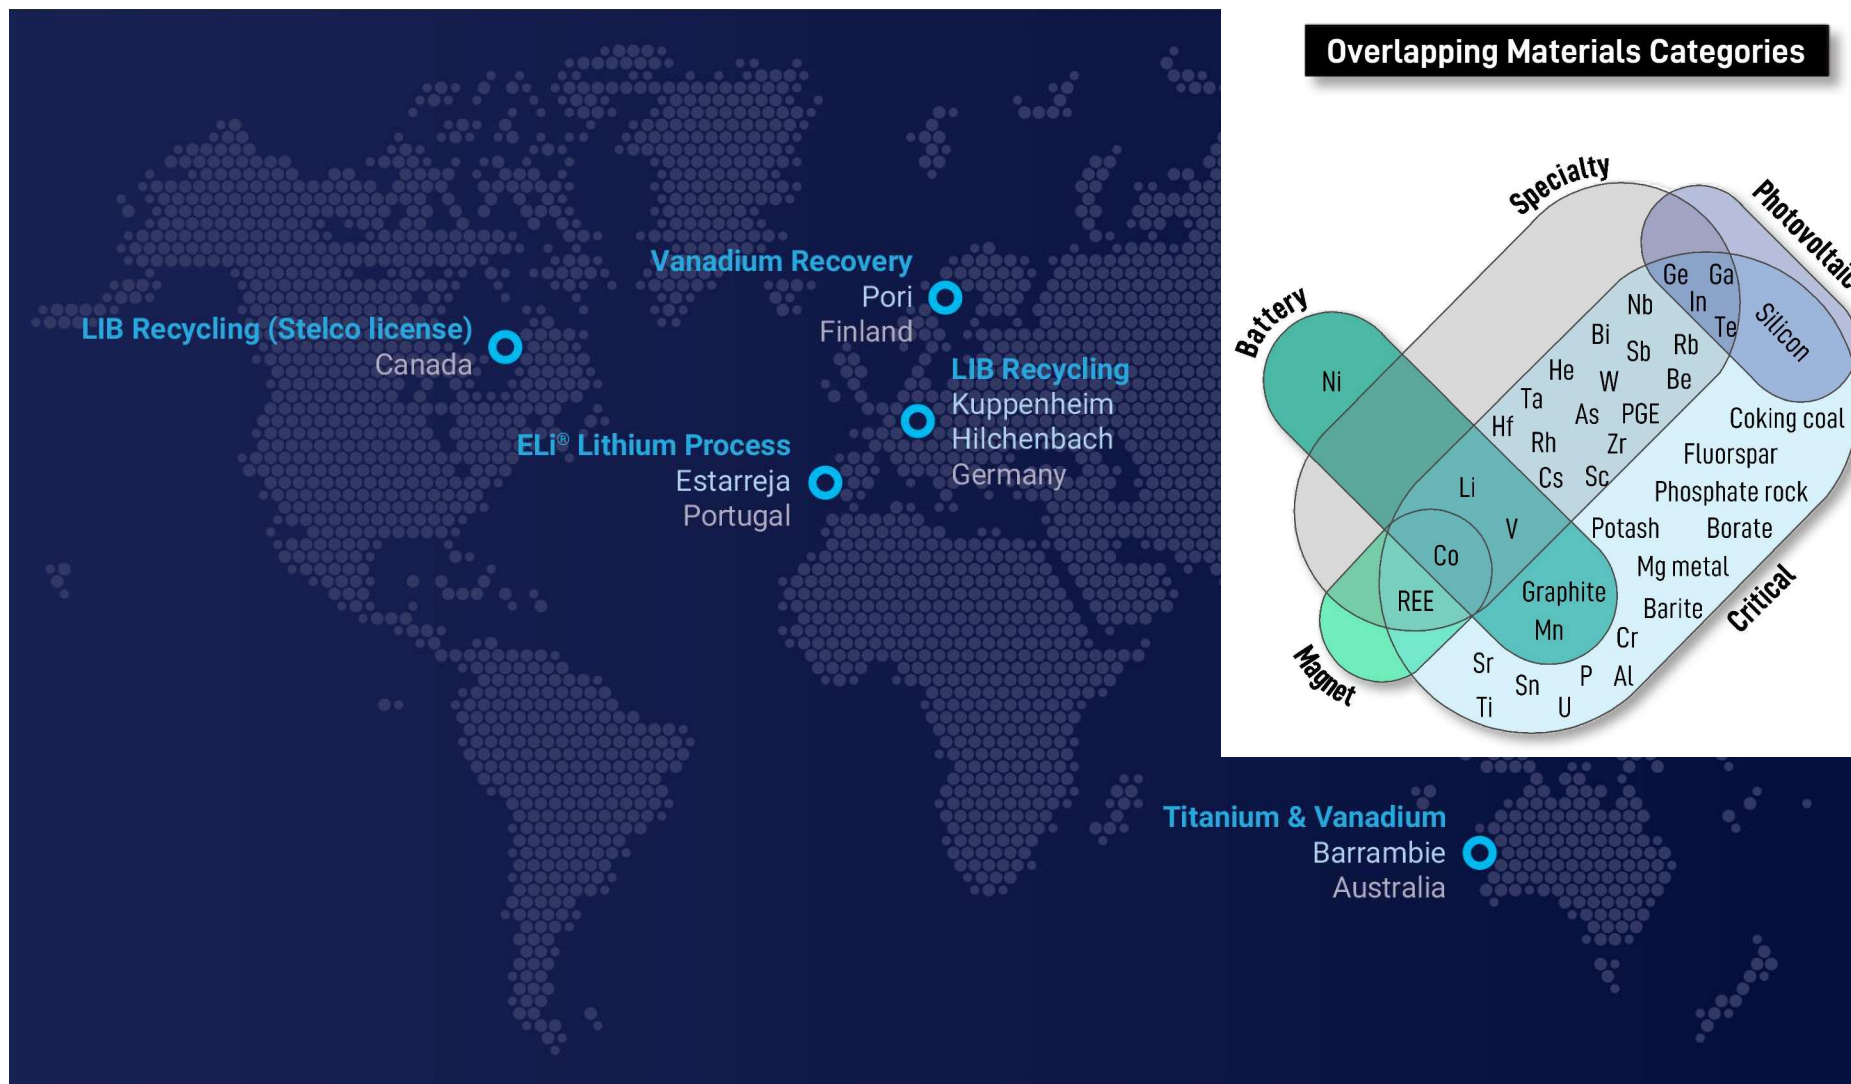 Vanadium Recovery
Pori
Finland
LIB Recycling (Stelco license)
Canada
LIB Recycling
Kuppenheim
Hilchenbach
Germany
ELi® Lithium Process
Estarreja
Portugal
Titanium & Vanadium
Barrambie
Australia
Overlapping Materials Categories
Specialty
Photovoltaic
Battery
Magnet
Critical
Ge Ga
In
Te
Silicon
Nb
Bi
Sb
Rb
He
W
Be
Ta
As
PGE
Hf
Rh
Zr
Cs
Sc
Ni
Li
V
Co
REE
Graphite
Mn
Coking coal
Fluorspar
Phosphate rock
Potash
Borate
Mg metal
Barite
Cr
Sr
Sn
P
Al
Ti
U